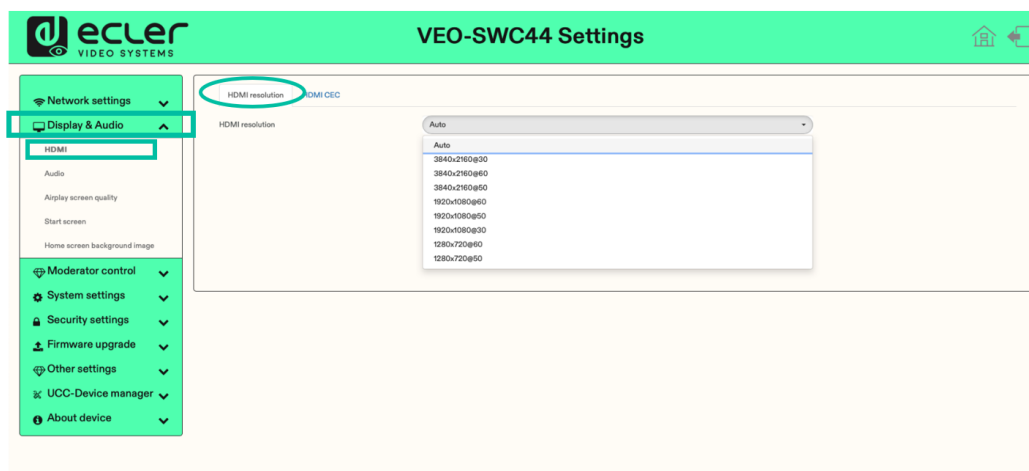 ecler
VIDEO SYSTEMS
VEO-SWC44 Settings
Network settings
Display & Audio
HDMI
Audio
Airplay screen quality
Start screen
Home screen background image
Moderator control
System settings
Security settings
Firmware upgrade
Other settings
UCC-Device manager
About device
HDMI resolution HDMI CEC
HDMI resolution Auto
Auto
3840x2160@30
3840x2160@60
3840x2160@50
1920x1080@60
1920x1080@50
1920x1080@30
1280x720@60
1280x720@50